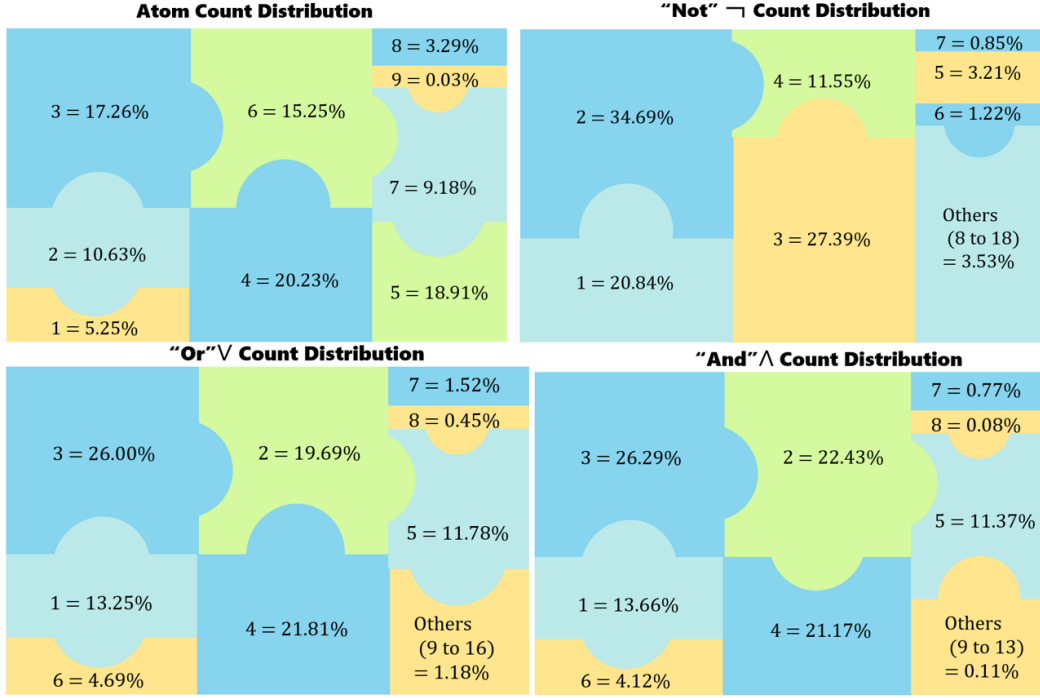 Atom Count Distribution
3 = 17.26%
6 = 15.25%
8 = 3.29%
9 = 0.03%
7 = 9.18%
2 = 10.63%
4 = 20.23%
5 = 18.91%
1 = 5.25%
“Not” ¬ Count Distribution
2 = 34.69%
4 = 11.55%
7 = 0.85%
5 = 3.21%
6 = 1.22%
1 = 20.84%
3 = 27.39%
Others
(8 to 18)
= 3.53%
“Or”∨ Count Distribution
3 = 26.00%
2 = 19.69%
7 = 1.52%
8 = 0.45%
5 = 11.78%
1 = 13.25%
4 = 21.81%
6 = 4.69%
Others
(9 to 16)
= 1.18%
“And”∧ Count Distribution
3 = 26.29%
2 = 22.43%
7 = 0.77%
8 = 0.08%
5 = 11.37%
1 = 13.66%
4 = 21.17%
6 = 4.12%
Others
(9 to 13)
= 0.11%